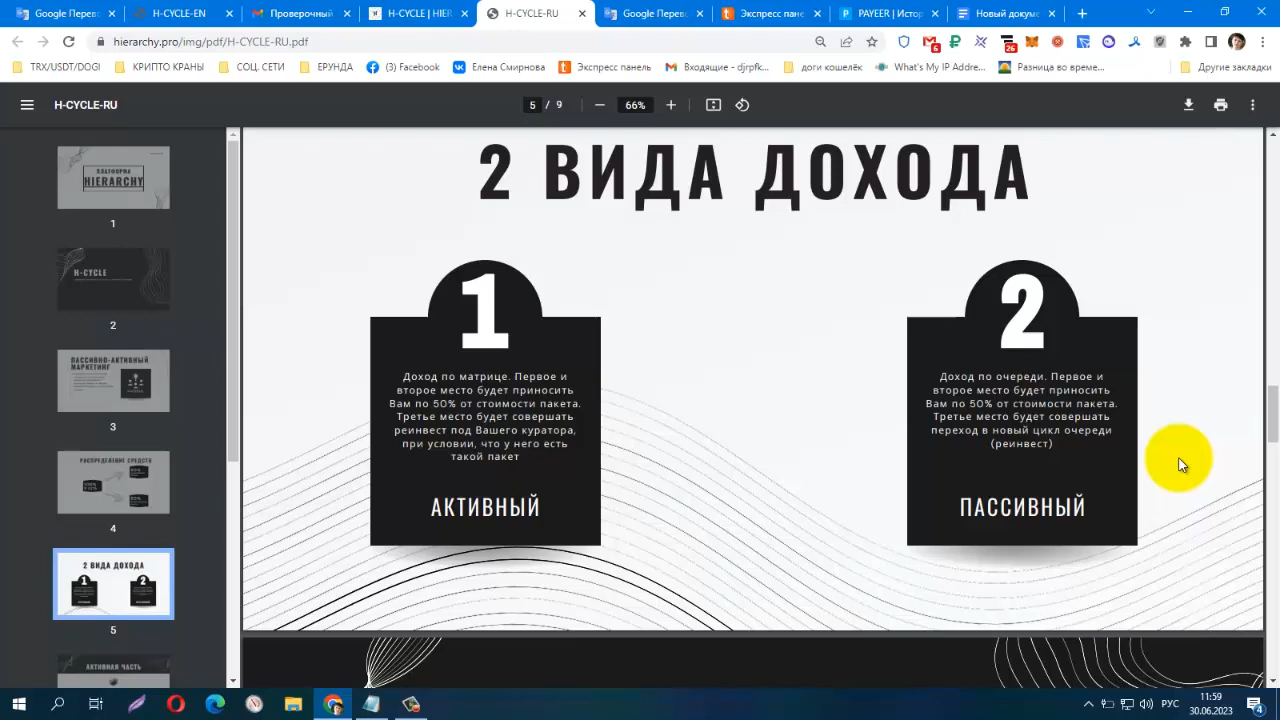 Google Перев
H-CYCLE-EN
Проверочный
H-CYCLE | HIER
H-CYCLE-RU
Google Перев
Экспресс пане
PAYEER | Истор
Новый докуме
hierarchy.pro/img/pdf/H-CYCLE-RU.pdf
6
26
TRX/USDT/DOGI
КРИПТО КРАНЫ
СОЦ. СЕТИ
ЕРУНДА
(3) Facebook
Елена Смирнова
Экспресс панель
Входящие - djrpfk...
доги кошелёк
What's My IP Addre...
Разница во време...
Другие закладки
H-CYCLE-RU
5 / 9
66%
ПЛАТФОРМА
HIERARCHY
1
H-CYCLE
2
ПАССИВНО-АКТИВНЫЙ
МАРКЕТИНГ
3
РАСПРЕДЕЛЕНИЕ СРЕДСТВ
4
2 ВИДА ДОХОДА
1
2
5
АКТИВНАЯ ЧАСТЬ
2 ВИДА ДОХОДА
1
Доход по матрице. Первое и
второе место будет приносить
Вам по 50% от стоимости пакета.
Третье место будет совершать
реинвест под Вашего куратора,
при условии, что у него есть
такой пакет
АКТИВНЫЙ
2
Доход по очереди. Первое и
второе место будет приносить
Вам по 50% от стоимости пакета.
Третье место будет совершать
переход в новый цикл очереди
(реинвест)
ПАССИВНЫЙ
РУС
11:59
30.06.2023
4